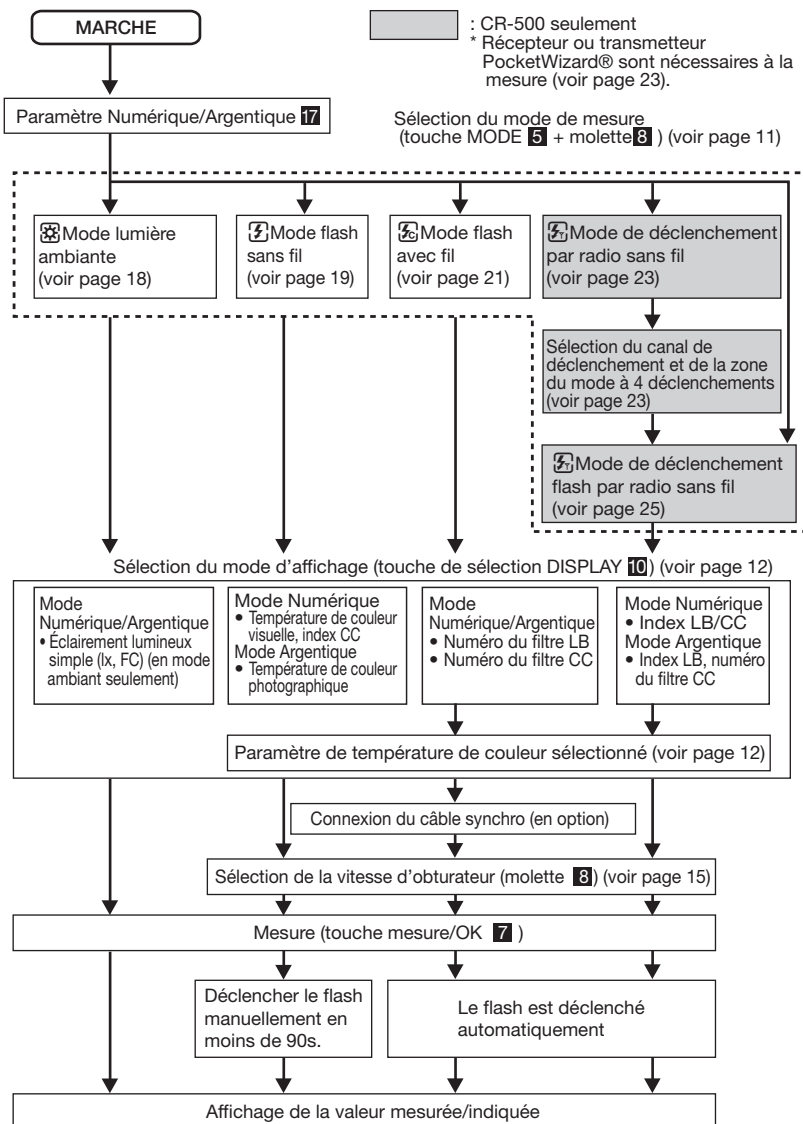 MARCHE
: CR-500 seulement
* Récepteur ou transmetteur
PocketWizard® sont nécessaires à la
mesure (voir page 23).
Paramètre Numérique/Argentique 17
Sélection du mode de mesure
(touche MODE 5 + molette 8 ) (voir page 11)
Mode lumière
ambiante
(voir page 18)
Mode flash
sans fil
(voir page 19)
C Mode flash
avec fil
(voir page 21)
T Mode de déclenchement
par radio sans fil
(voir page 23)
Sélection du canal de
déclenchement et de la zone
du mode à 4 déclenchements
(voir page 23)
T Mode de déclenchement
flash par radio sans fil
(voir page 25)
Sélection du mode d’affichage (touche de sélection DISPLAY 10) (voir page 12)
Mode
Numérique/Argentique
• Éclairement lumineux
simple (lx, FC) (en mode
ambiant seulement)
Mode Numérique
• Température de couleur
visuelle, index CC
Mode Argentique
• Température de couleur
photographique
Mode
Numérique/Argentique
• Numéro du filtre LB
• Numéro du filtre CC
Mode Numérique
• Index LB/CC
Mode Argentique
• Index LB, numéro
du filtre CC
Paramètre de température de couleur sélectionné (voir page 12)
Connexion du câble synchro (en option)
Sélection de la vitesse d’obturateur (molette 8) (voir page 15)
Mesure (touche mesure/OK 7 )
Déclencher le flash
manuellement en
moins de 90s.
Le flash est déclenché
automatiquement
Affichage de la valeur mesurée/indiquée